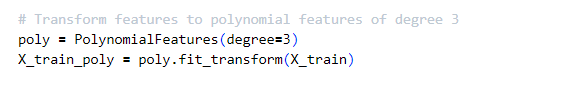 # Transform features to polynomial features of degree 3
poly = PolynomialFeatures(degree=3)
X_train_poly = poly.fit_transform(X_train)